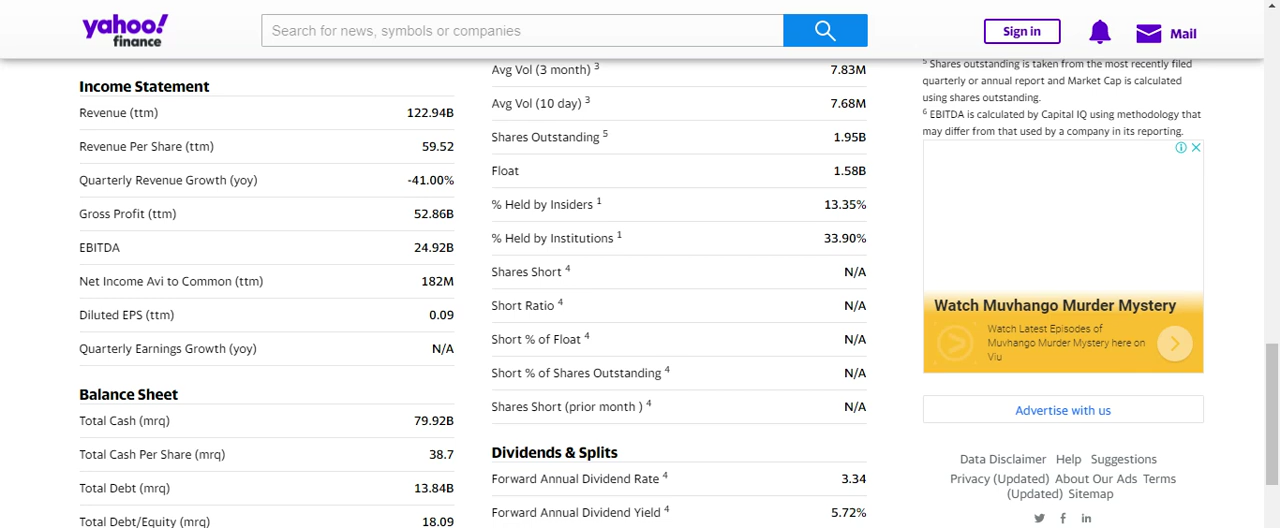 yahoo!
finance
Search for news, symbols or companies
Sign in
Mail
Income Statement
Revenue (ttm) 122.94B
Revenue Per Share (ttm) 59.52
Quarterly Revenue Growth (yoy) -41.00%
Gross Profit (ttm) 52.86B
EBITDA 24.92B
Net Income Avi to Common (ttm) 182M
Diluted EPS (ttm) 0.09
Quarterly Earnings Growth (yoy) N/A
Balance Sheet
Total Cash (mrq) 79.92B
Total Cash Per Share (mrq) 38.7
Total Debt (mrq) 13.84B
Total Debt/Equity (mrq) 18.09
Avg Vol (3 month) 3 7.83M
Avg Vol (10 day) 3 7.68M
Shares Outstanding 5 1.95B
Float 1.58B
% Held by Insiders 1 13.35%
% Held by Institutions 1 33.90%
Shares Short 4 N/A
Short Ratio 4 N/A
Short % of Float 4 N/A
Short % of Shares Outstanding 4 N/A
Shares Short (prior month ) 4 N/A
Dividends & Splits
Forward Annual Dividend Rate 4 3.34
Forward Annual Dividend Yield 4 5.72%
5 Shares outstanding is taken from the most recently filed
quarterly or annual report and Market Cap is calculated
using shares outstanding.
6 EBITDA is calculated by Capital IQ using methodology that
may differ from that used by a company in its reporting.
Watch Muvhango Murder Mystery
Watch Latest Episodes of
Muvhango Murder Mystery here on
Viu
Advertise with us
Data Disclaimer Help Suggestions
Privacy (Updated) About Our Ads Terms
(Updated) Sitemap